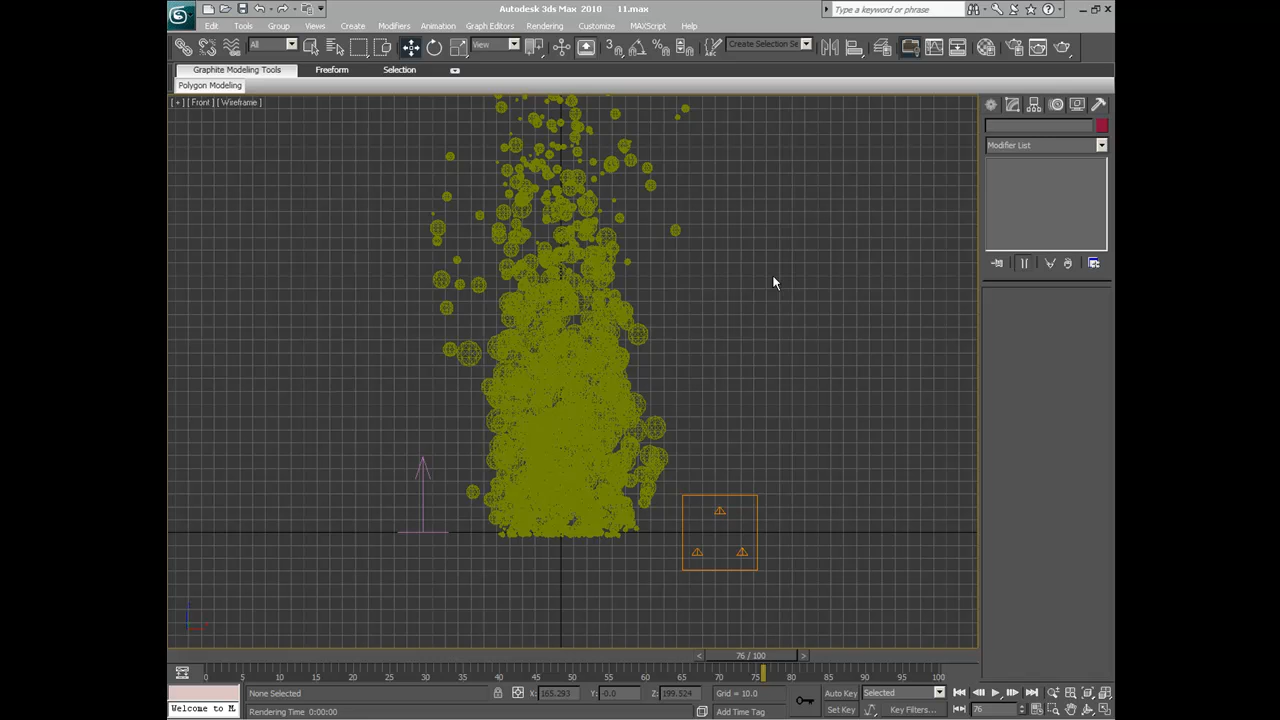 Autodesk 3ds Max 2010 11.max
Type a keyword or phrase
Edit Tools Group Views Create Modifiers Animation Graph Editors Rendering Customize MAXScript Help
All View Create Selection Se
Graphite Modeling Tools Freeform Selection
Polygon Modeling
[ + ] [ Front ] [ Wireframe ]
Modifier List
< 76 / 100 >
0 5 10 15 20 25 30 35 40 45 50 55 60 65 70 75 80 85 90 95 100
None Selected X: 165.293 Y: -0.0 Z: 199.524 Grid = 10.0 Auto Key Selected
Welcome to M Rendering Time 0:00:00 Add Time Tag Set Key Key Filters... 76